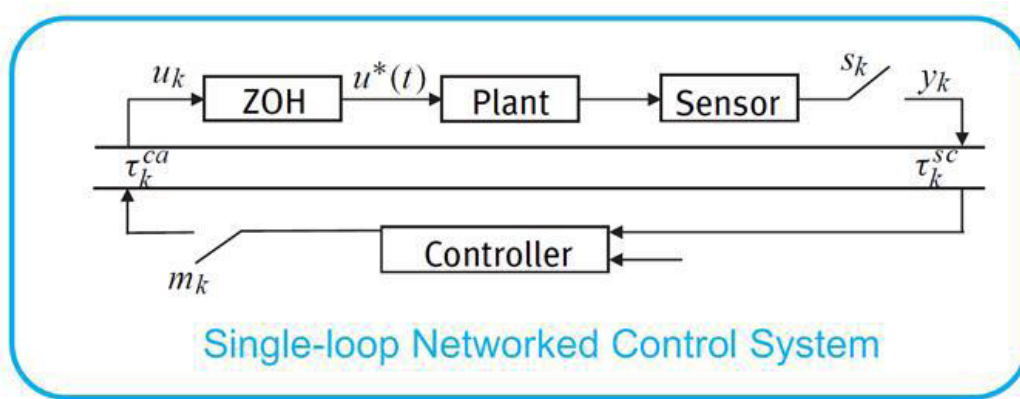 u_k ZOH u*(t) Plant Sensor s_k y_k
τ_k^{ca} τ_k^{sc}
m_k Controller
Single-loop Networked Control System